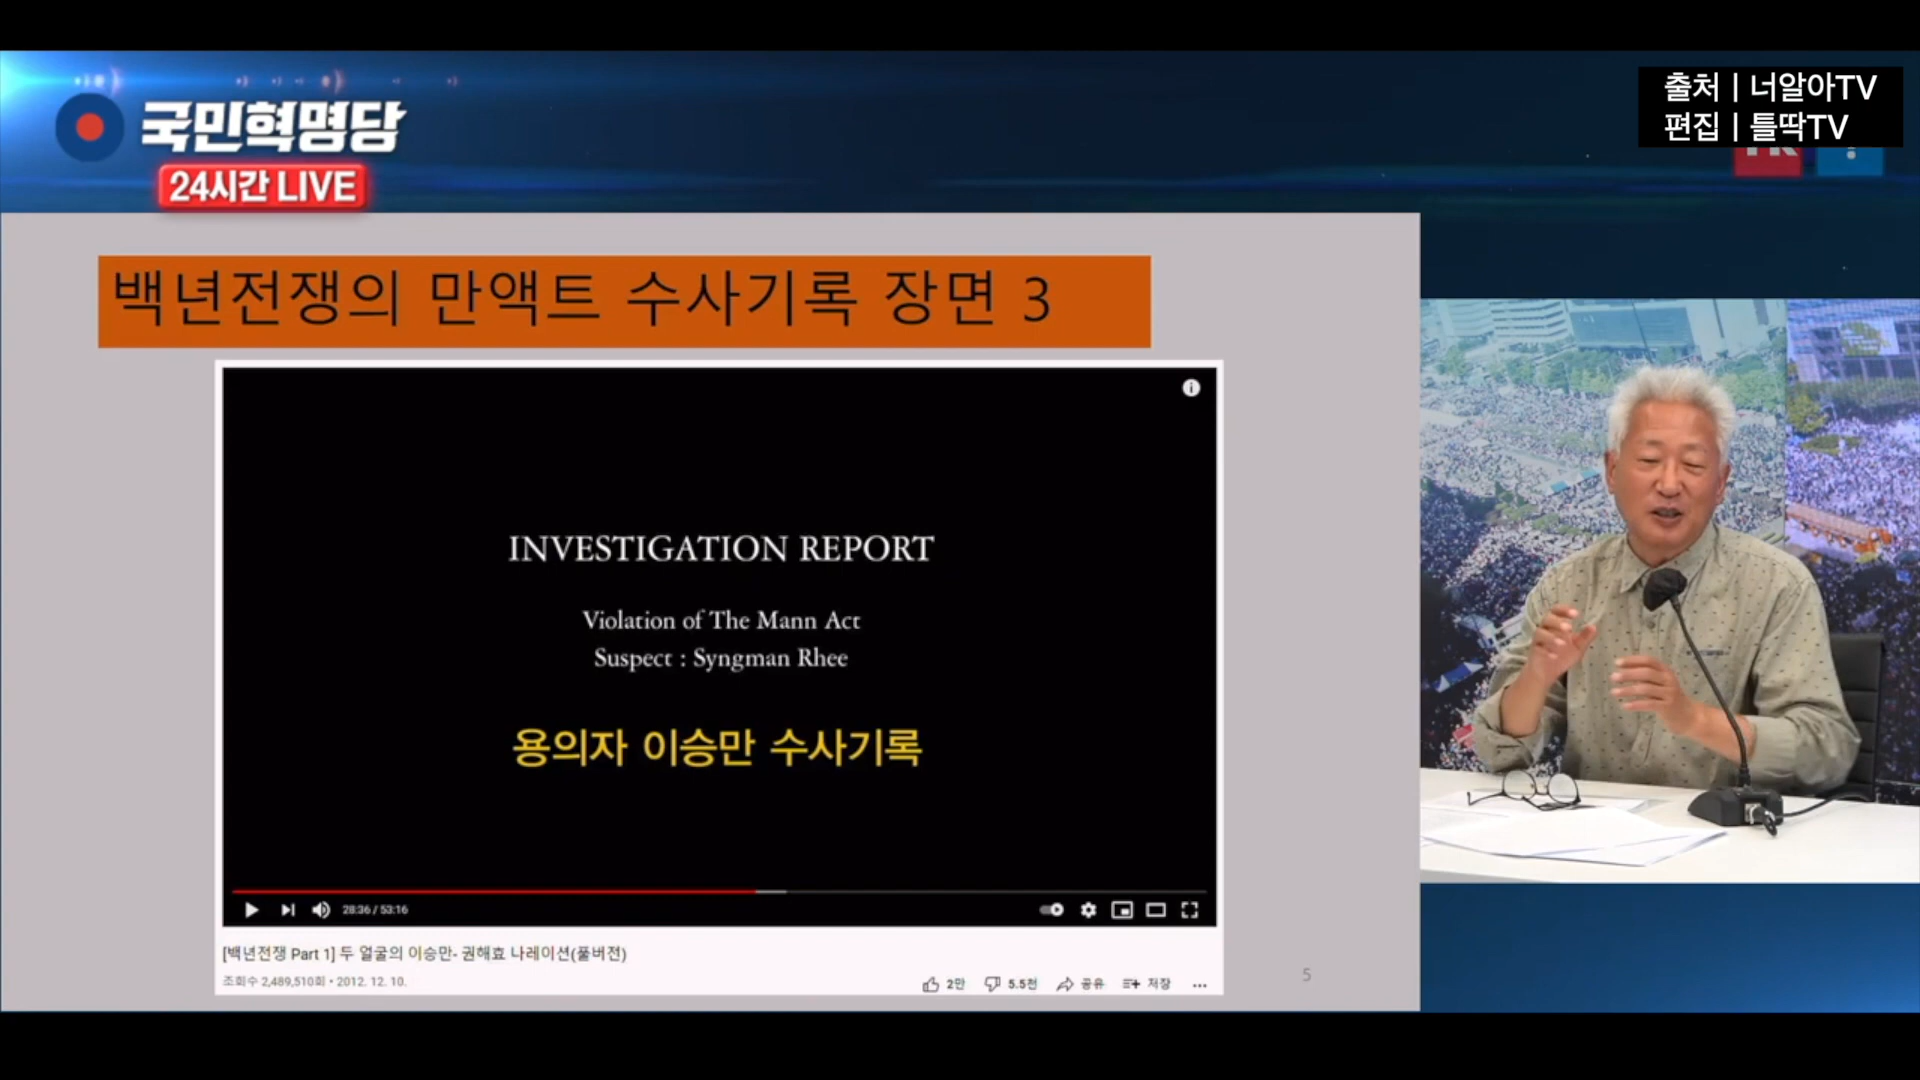 국민혁명당
24시간 LIVE
출처 | 너알아TV
편집 | 틀딱TV
백년전쟁의 만액트 수사기록 장면 3
INVESTIGATION REPORT
Violation of The Mann Act
Suspect : Syngman Rhee
용의자 이승만 수사기록
28:36 / 53:16
[백년전쟁 Part 1] 두 얼굴의 이승만- 권해효 나레이션(풀버전)
조회수 2,489,510회 • 2012. 12. 10.
2만 5.5천 공유 저장
5